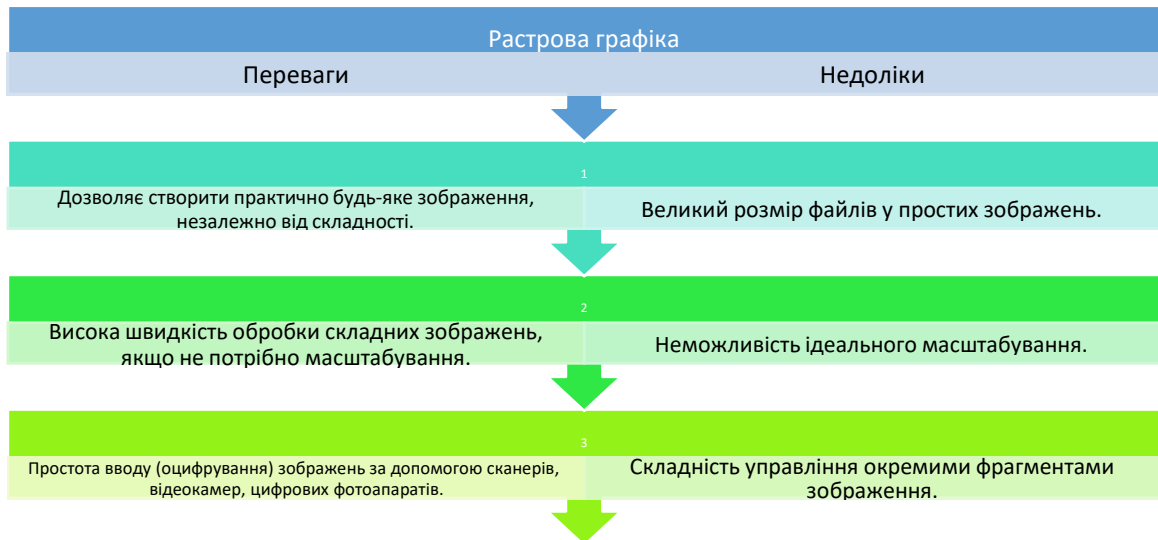 Растрова графіка
Переваги
Недоліки
1
Дозволяє створити практично будь-яке зображення,
незалежно від складності.
Великий розмір файлів у простих зображень.
2
Висока швидкість обробки складних зображень,
якщо не потрібно масштабування.
Неможливість ідеального масштабування.
3
Простота вводу (оцифрування) зображень за допомогою сканерів,
відеокамер, цифрових фотоапаратів.
Складність управління окремими фрагментами
зображення.